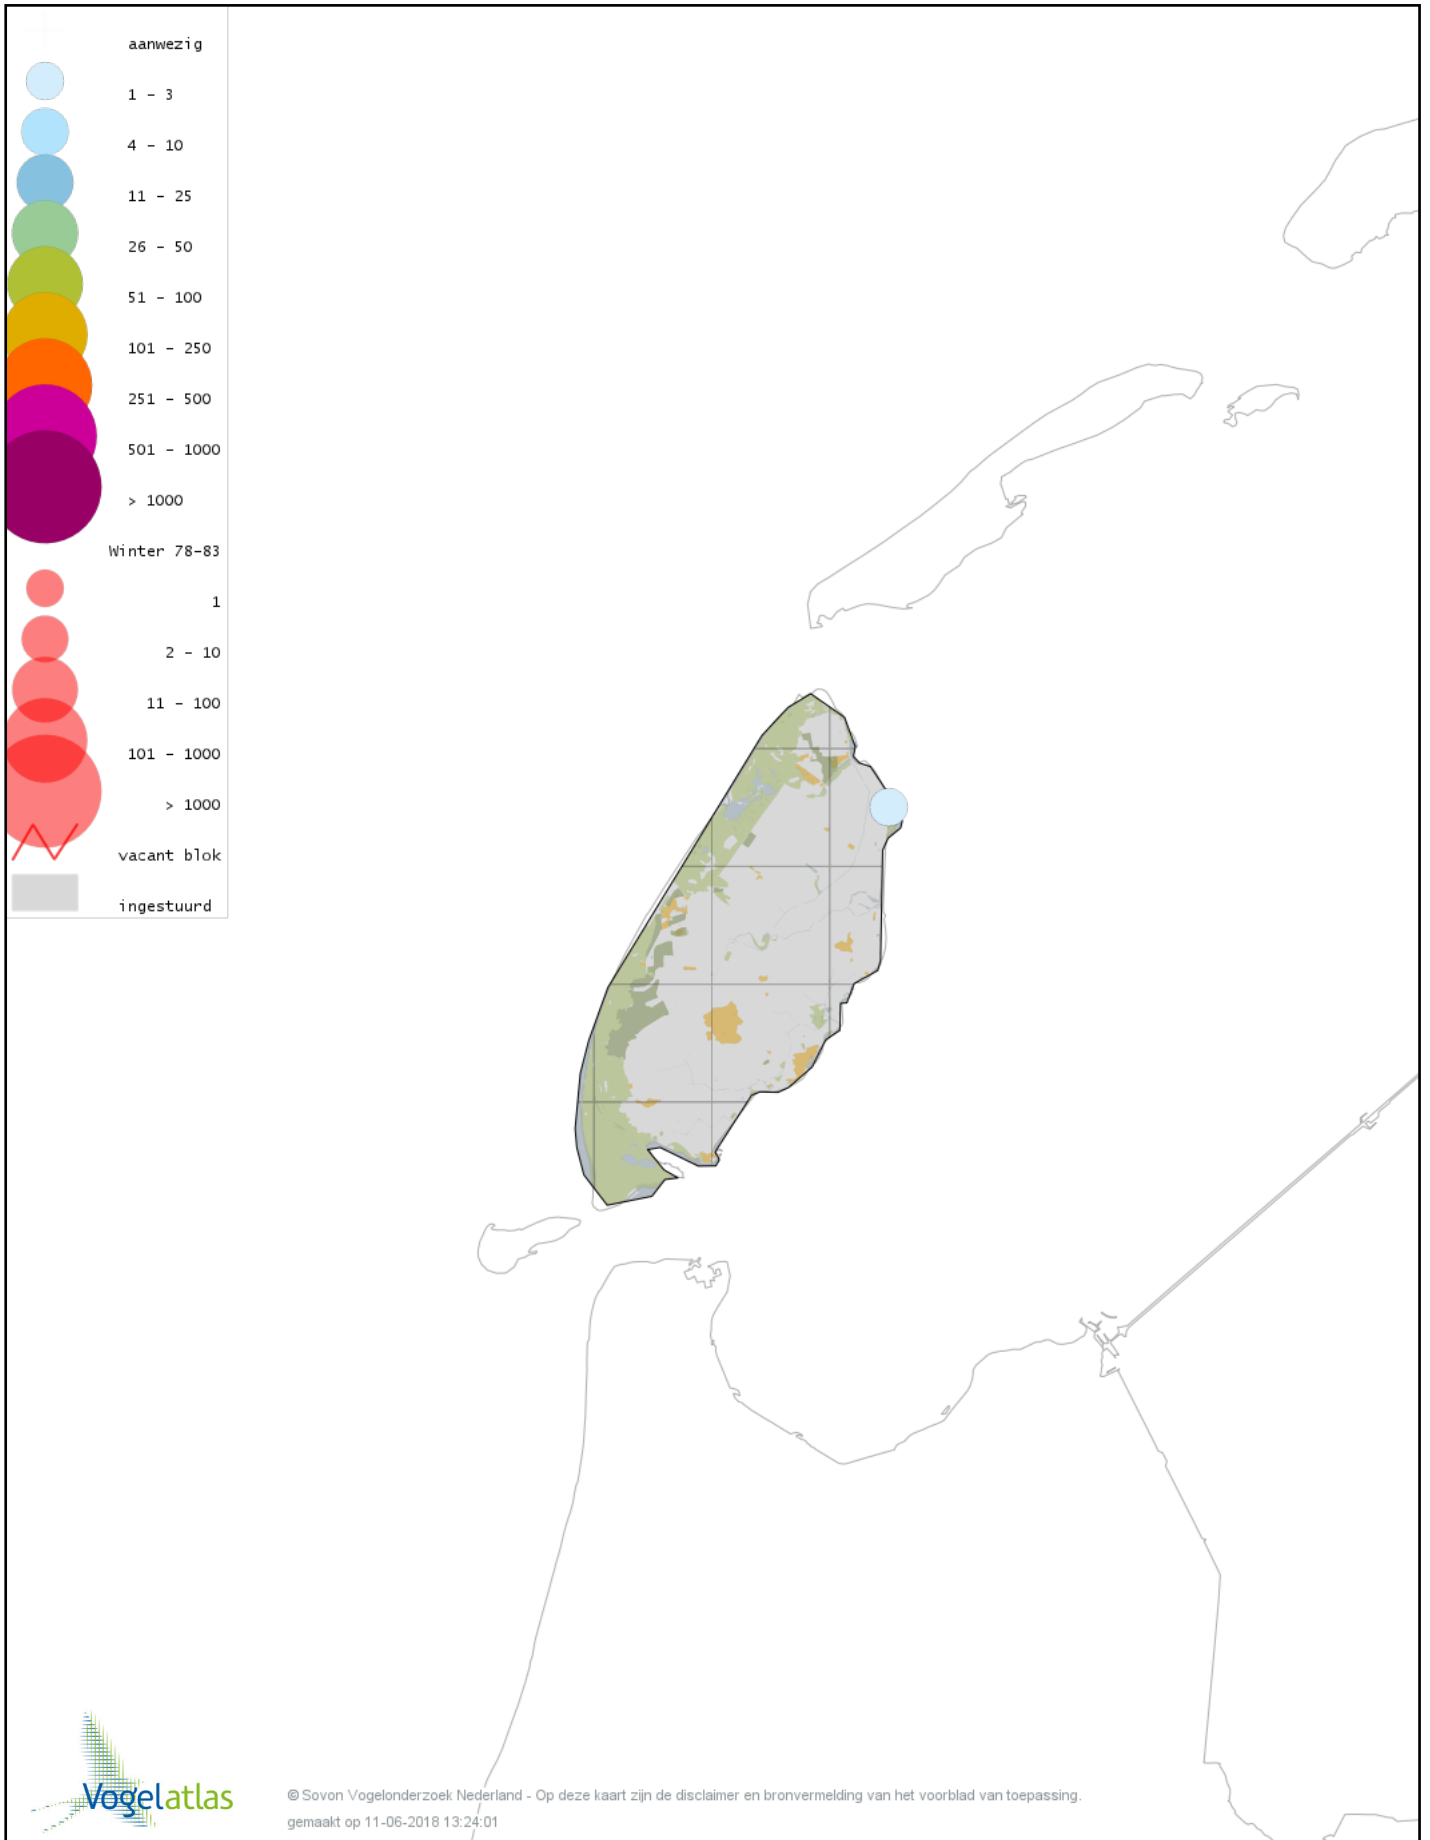 aanwezig
1 - 3
4 - 10
11 - 25
26 - 50
51 - 100
101 - 250
251 - 500
501 - 1000
> 1000
Winter 78-83
1
2 - 10
11 - 100
101 - 1000
> 1000
vacant blok
ingestuurd
Vogelatlas
© Sovon Vogelonderzoek Nederland - Op deze kaart zijn de disclaimer en bronvermelding van het voorblad van toepassing.
gemaakt op 11-06-2018 13:24:01